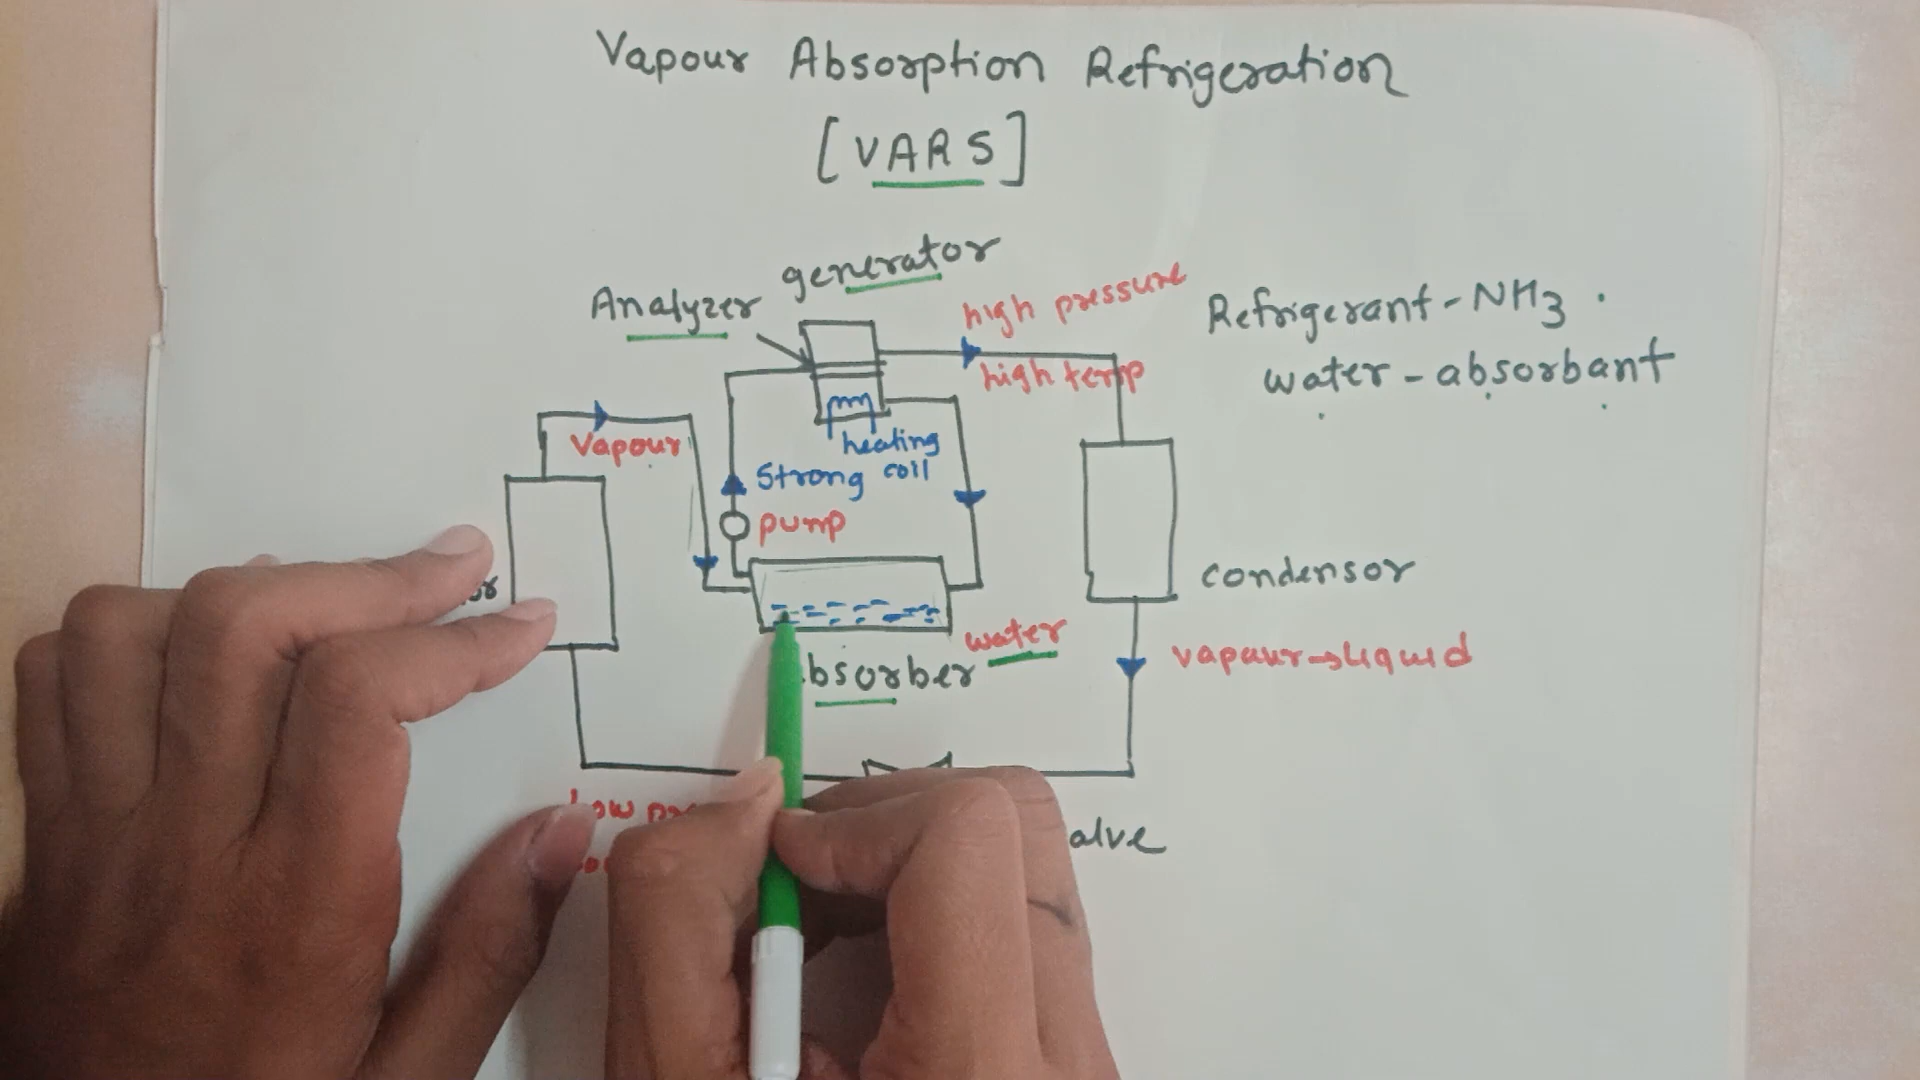 Vapour Absorption Refrigeration
[VARS]
generator
Analyzer
high pressure
high temp
Refrigerant - NH3
water - absorbant
Vapour
heating
coil
Strong
pump
condensor
water
vapour→liquid
bsorber
Low
alve